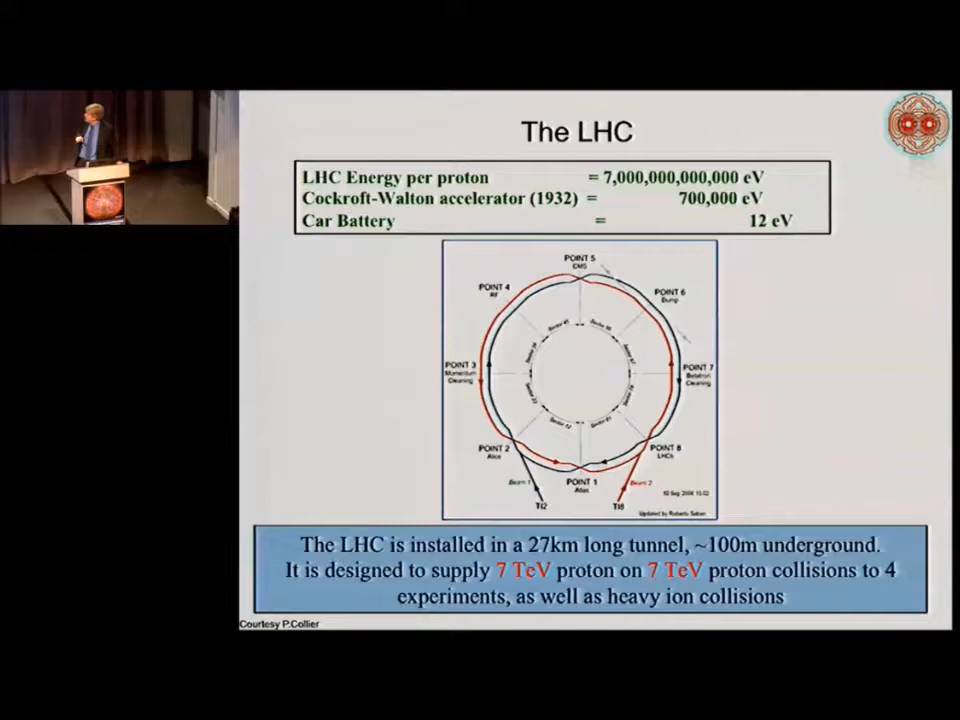 The LHC
LHC Energy per proton = 7,000,000,000,000 eV
Cockroft-Walton accelerator (1932) = 700,000 eV
Car Battery = 12 eV
POINT 5
CMS
POINT 4
RF
POINT 6
Dump
POINT 3
Momentum
Cleaning
POINT 7
Betatron
Cleaning
POINT 2
Alice
POINT 8
LHCb
POINT 1
Atlas
Beam 1
Beam 2
TI2
TI8
Updated by Roberto Saban
The LHC is installed in a 27km long tunnel, ~100m underground.
It is designed to supply 7 TeV proton on 7 TeV proton collisions to 4
experiments, as well as heavy ion collisions
Courtesy P.Collier